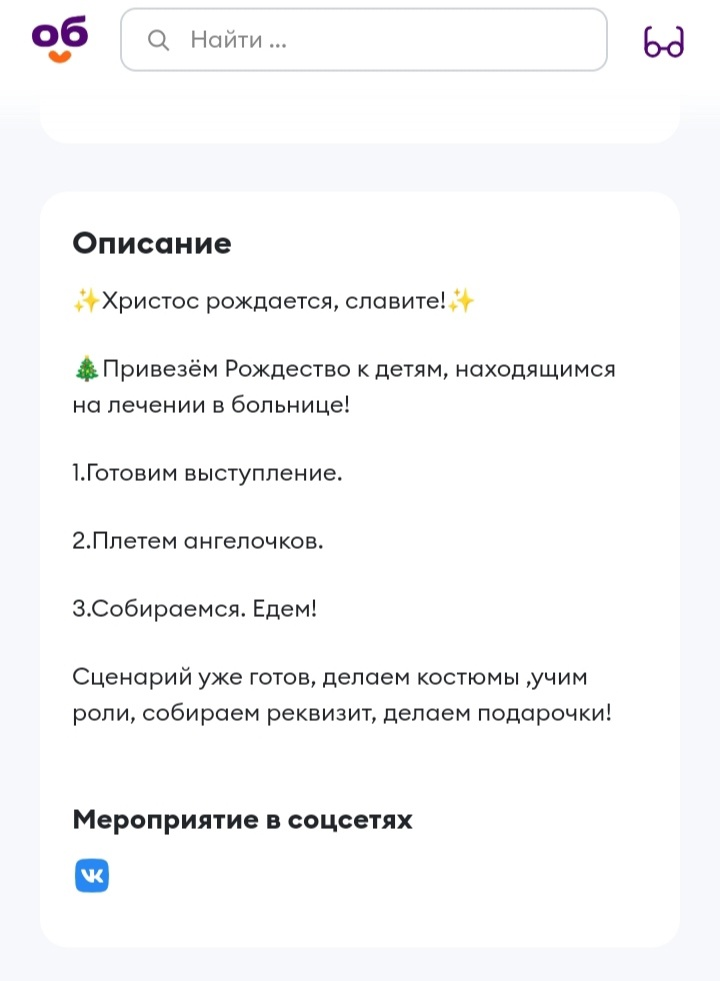 об
Найти ...
Описание
✨Христос рождается, славите!✨
🎄Привезём Рождество к детям, находящимся
на лечении в больнице!
1.Готовим выступление.
2.Плетем ангелочков.
3.Собираемся. Едем!
Сценарий уже готов, делаем костюмы ,учим
роли, собираем реквизит, делаем подарочки!
Мероприятие в соцсетях